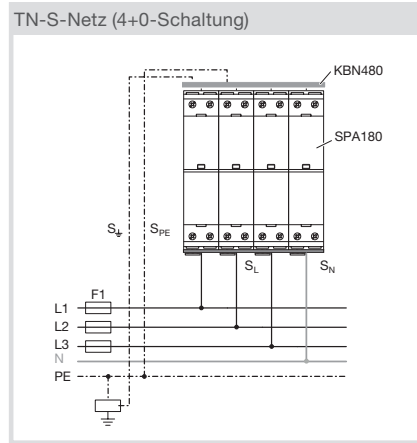 TN-S-Netz (4+0-Schaltung)
KBN480
SPA180
S⏚
SPE
SL
SN
F1
L1
L2
L3
N
PE